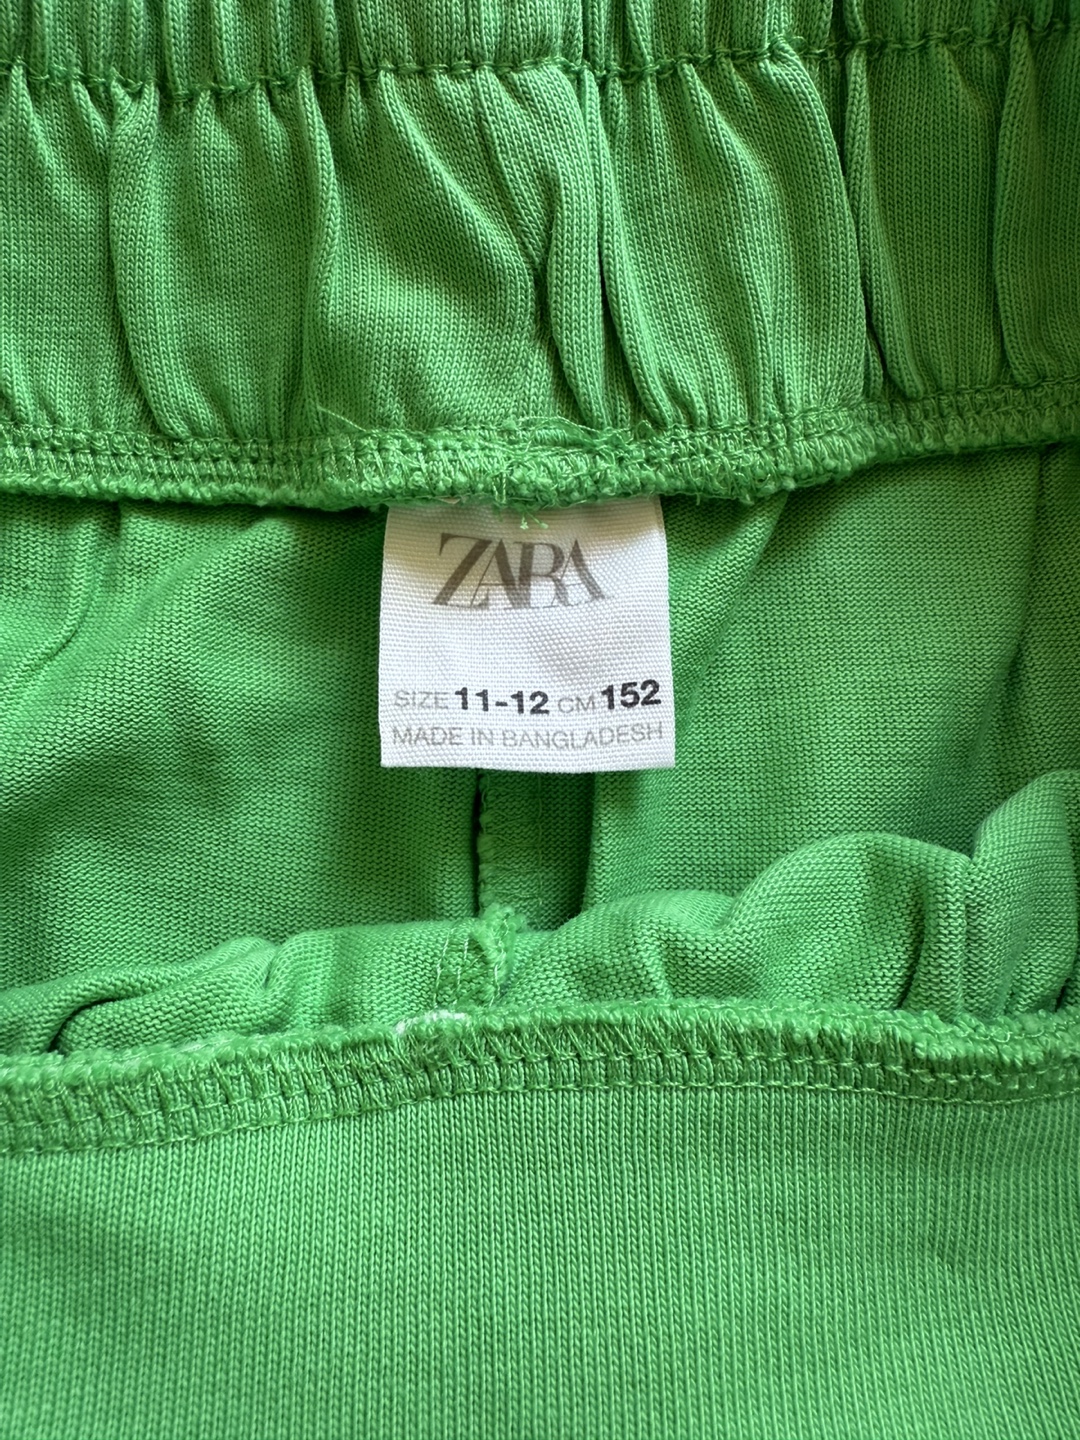 ZARA
SIZE 11-12 CM 152
MADE IN BANGLADESH